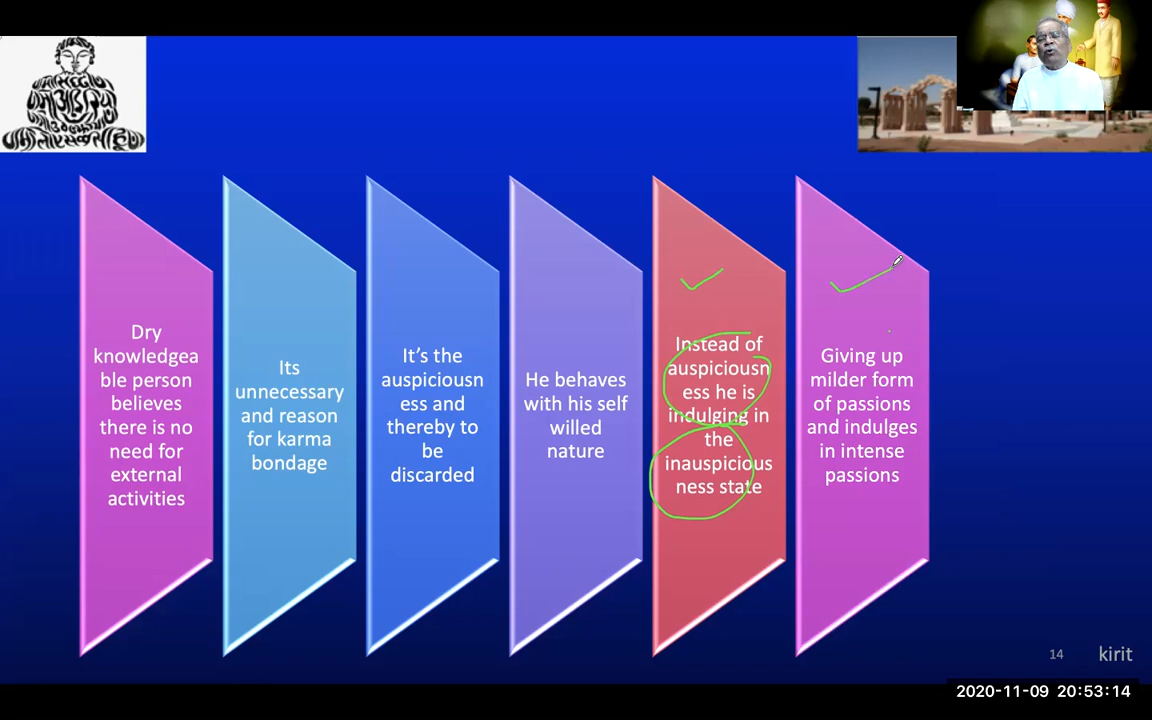 Dry
knowledgea
ble person
believes
there is no
need for
external
activities
Its
unnecessary
and reason
for karma
bondage
It's the
auspiciousn
ess and
thereby to
be
discarded
He behaves
with his self
willed
nature
Instead of
auspiciousn
ess he is
indulging in
the
inauspicious
ness state
Giving up
milder form
of passions
and indulges
in intense
passions
14
kirit
2020-11-09 20:53:14